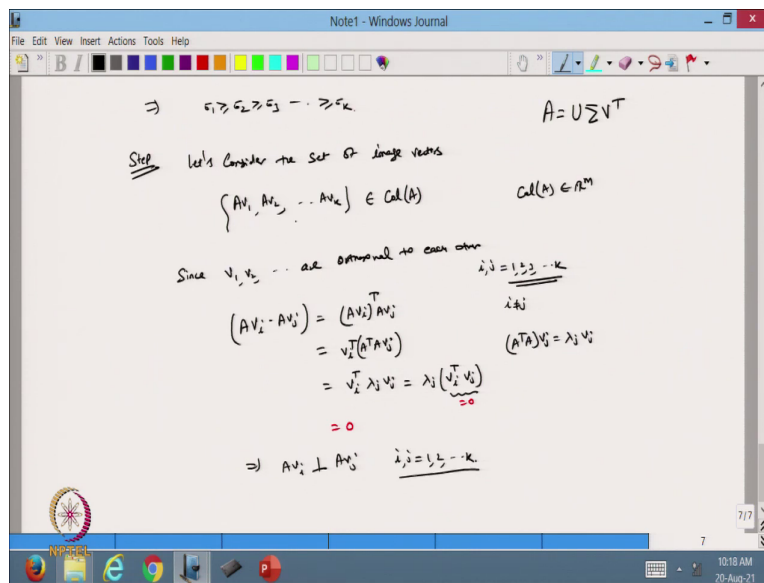 Note1 - Windows Journal
File Edit View Insert Actions Tools Help
⇒ σ1 ≥ σ2 ≥ σ3 -- ≥ σk
A = UΣV^T
Step Let's Consider the set of image vectors
{Av1, Av2, -- Avk} ∈ Col(A)
Col(A) ∈ R^M
Since v1, v2, -- are orthogonal to each other
i,j = 1,2,3, -- k
i≠j
(Avi · Avj) = (Avi)^T Avj
= vi^T (A^T A vj)
(A^T A) vj = λj vj
= vi^T λj vj = λj (vi^T vj)
=0
= 0
⇒ Avi ⊥ Avj i,j = 1,2, -- k.
7/7
7
NPTEL
10:18 AM
20-Aug-21